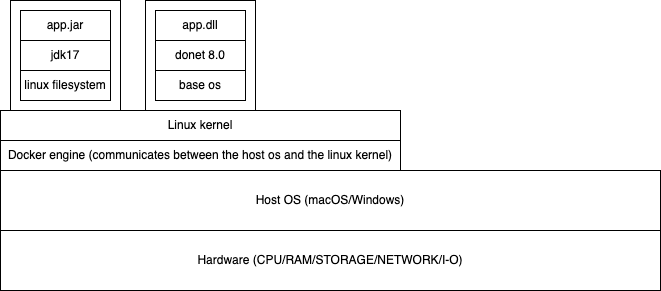 app.jar
app.dll
jdk17
donet 8.0
linux filesystem
base os
Linux kernel
Docker engine (communicates between the host os and the linux kernel)
Host OS (macOS/Windows)
Hardware (CPU/RAM/STORAGE/NETWORK/I-O)